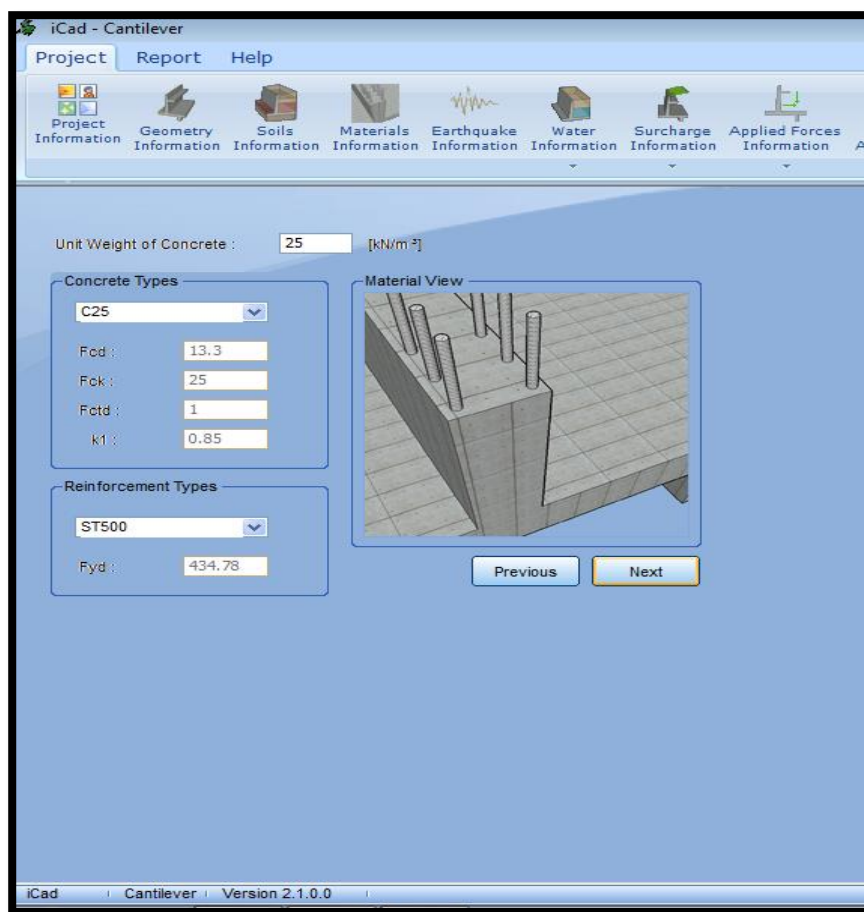 iCad - Cantilever
Project Report Help
Project Information
Geometry Information
Soils Information
Materials Information
Earthquake Information
Water Information
Surcharge Information
Applied Forces Information
A
Unit Weight of Concrete : 25 [kN/m ³]
Concrete Types
C25
Fcd : 13.3
Fck : 25
Fctd : 1
k1 : 0.85
Reinforcement Types
ST500
Fyd : 434.78
Material View
Previous Next
iCad Cantilever Version 2.1.0.0